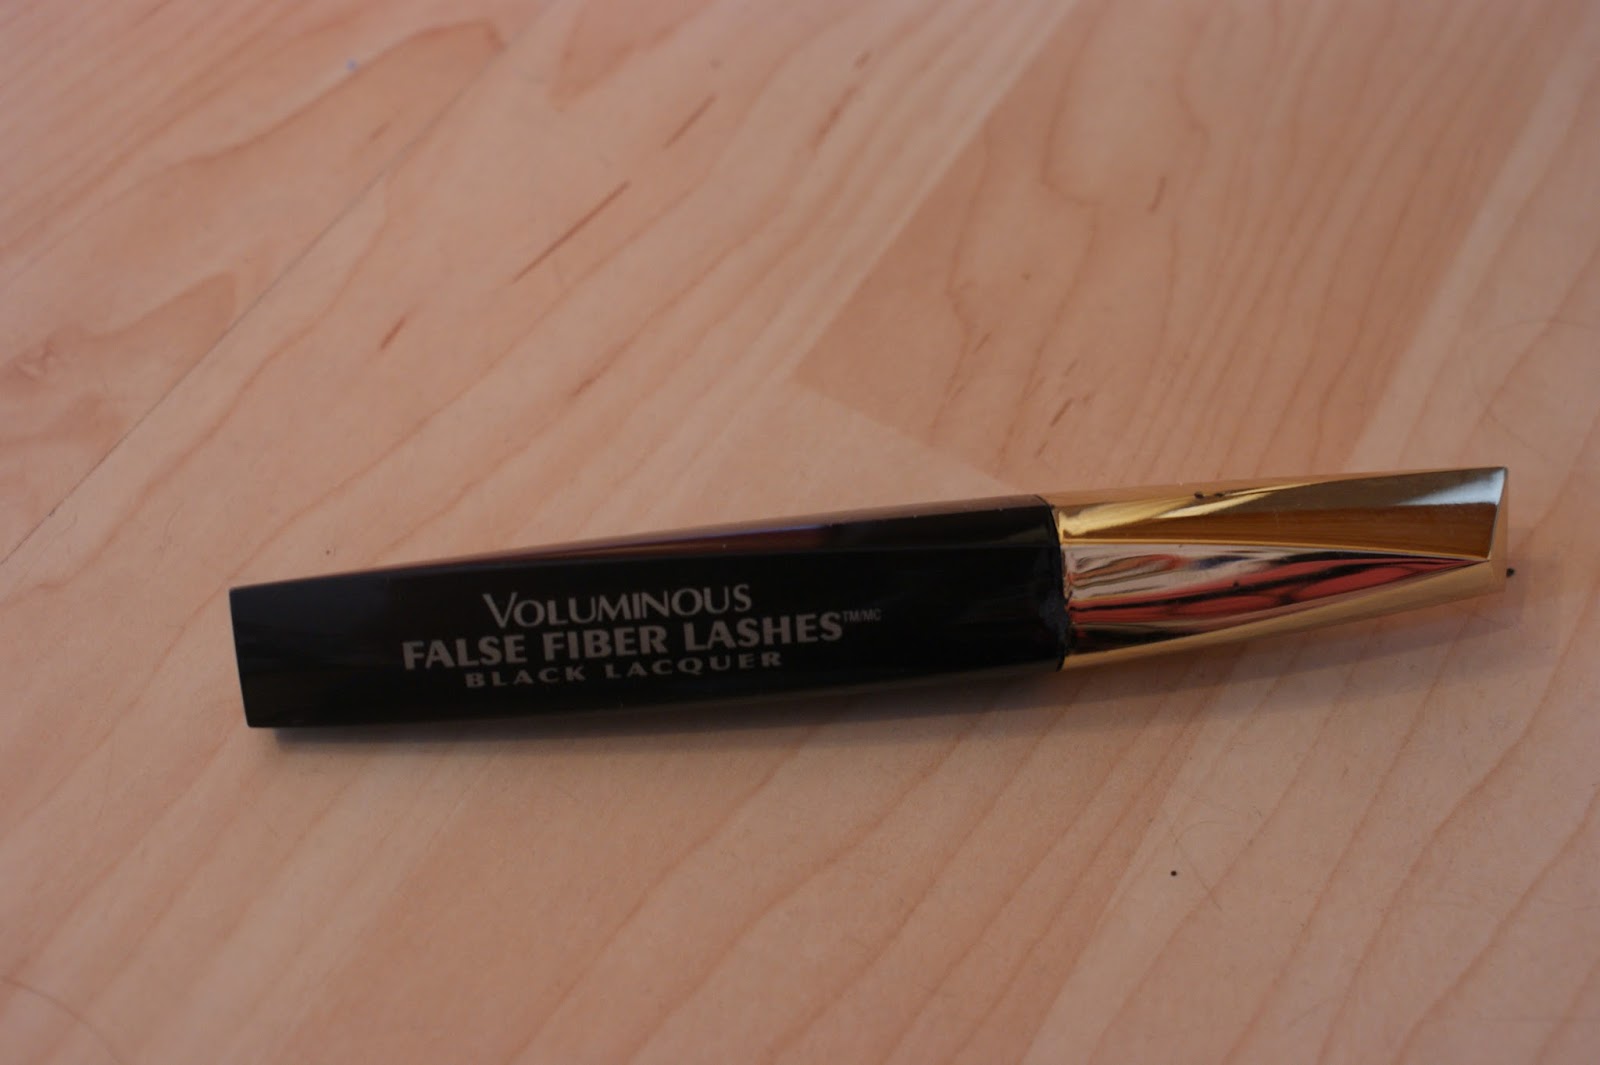 VOLUMINOUS
FALSE FIBER LASHES™/MC
BLACK LACQUER